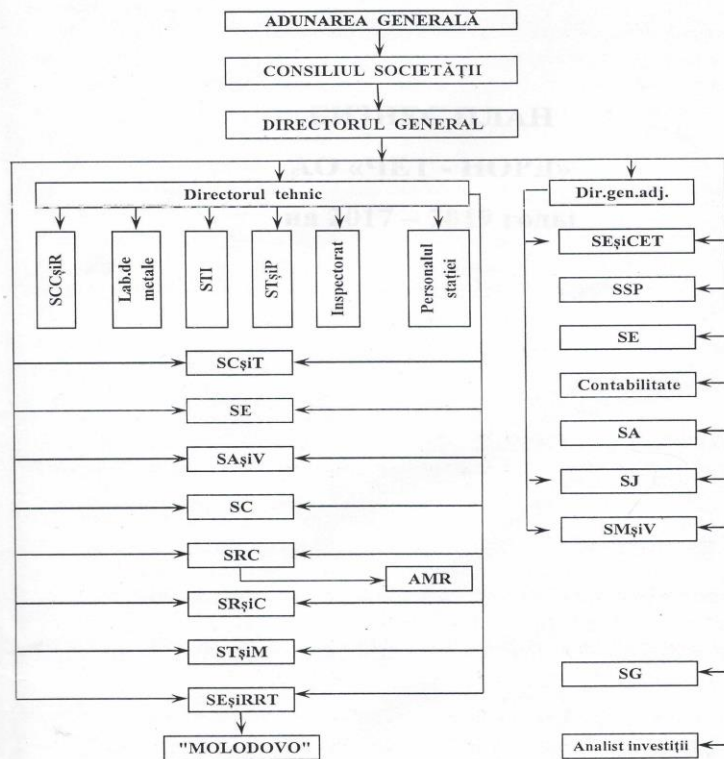 ADUNAREA GENERALĂ
CONSILIUL SOCIETĂȚII
DIRECTORUL GENERAL
Directorul tehnic
Dir.gen.adj.
SCCșiR
Lab.de
metale
STI
STșiP
Inspectorat
Personalul
stației
SEșiCET
SSP
SE
Contabilitate
SA
SJ
SMșiV
SCșiT
SE
SAșiV
SC
SRC
AMR
SRșiC
STșiM
SEșiRRT
"MOLODOVO"
SG
Analist investiții